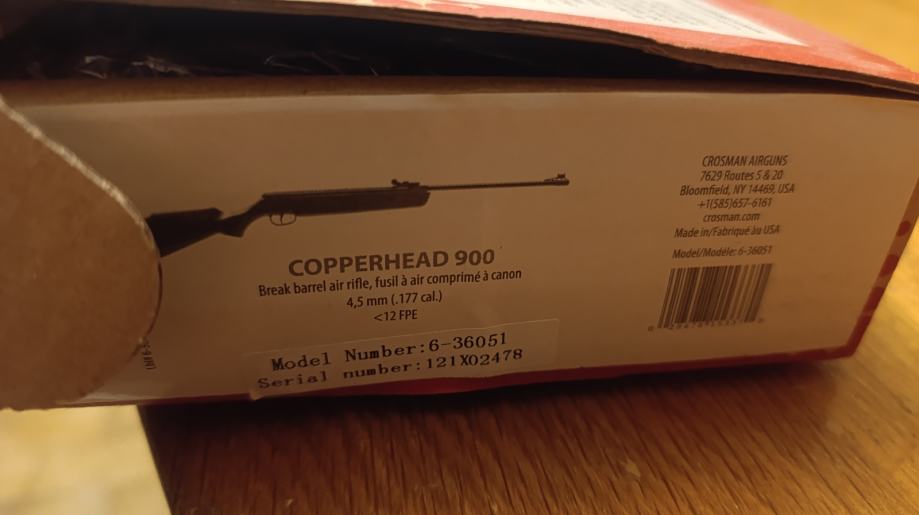 COPPERHEAD 900
Break barrel air rifle, fusil à air comprimé à canon
4,5 mm (.177 cal.)
<12 FPE
Model Number:6-36051
Serial number:121X02478
CROSMAN AIRGUNS
7629 Routes 5 & 20
Bloomfield, NY 14469, USA
+1(585)657-6161
crosman.com
Made in/Fabriqué au USA
Model/Modèle: 6-36051